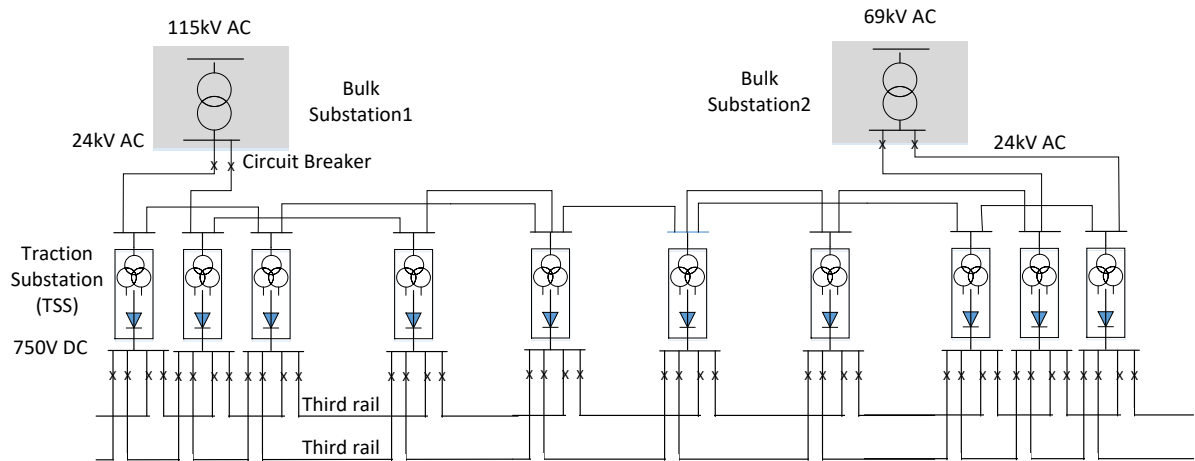 115kV AC
69kV AC
Bulk
Substation1
Bulk
Substation2
24kV AC
Circuit Breaker
24kV AC
Traction
Substation
(TSS)
750V DC
Third rail
Third rail